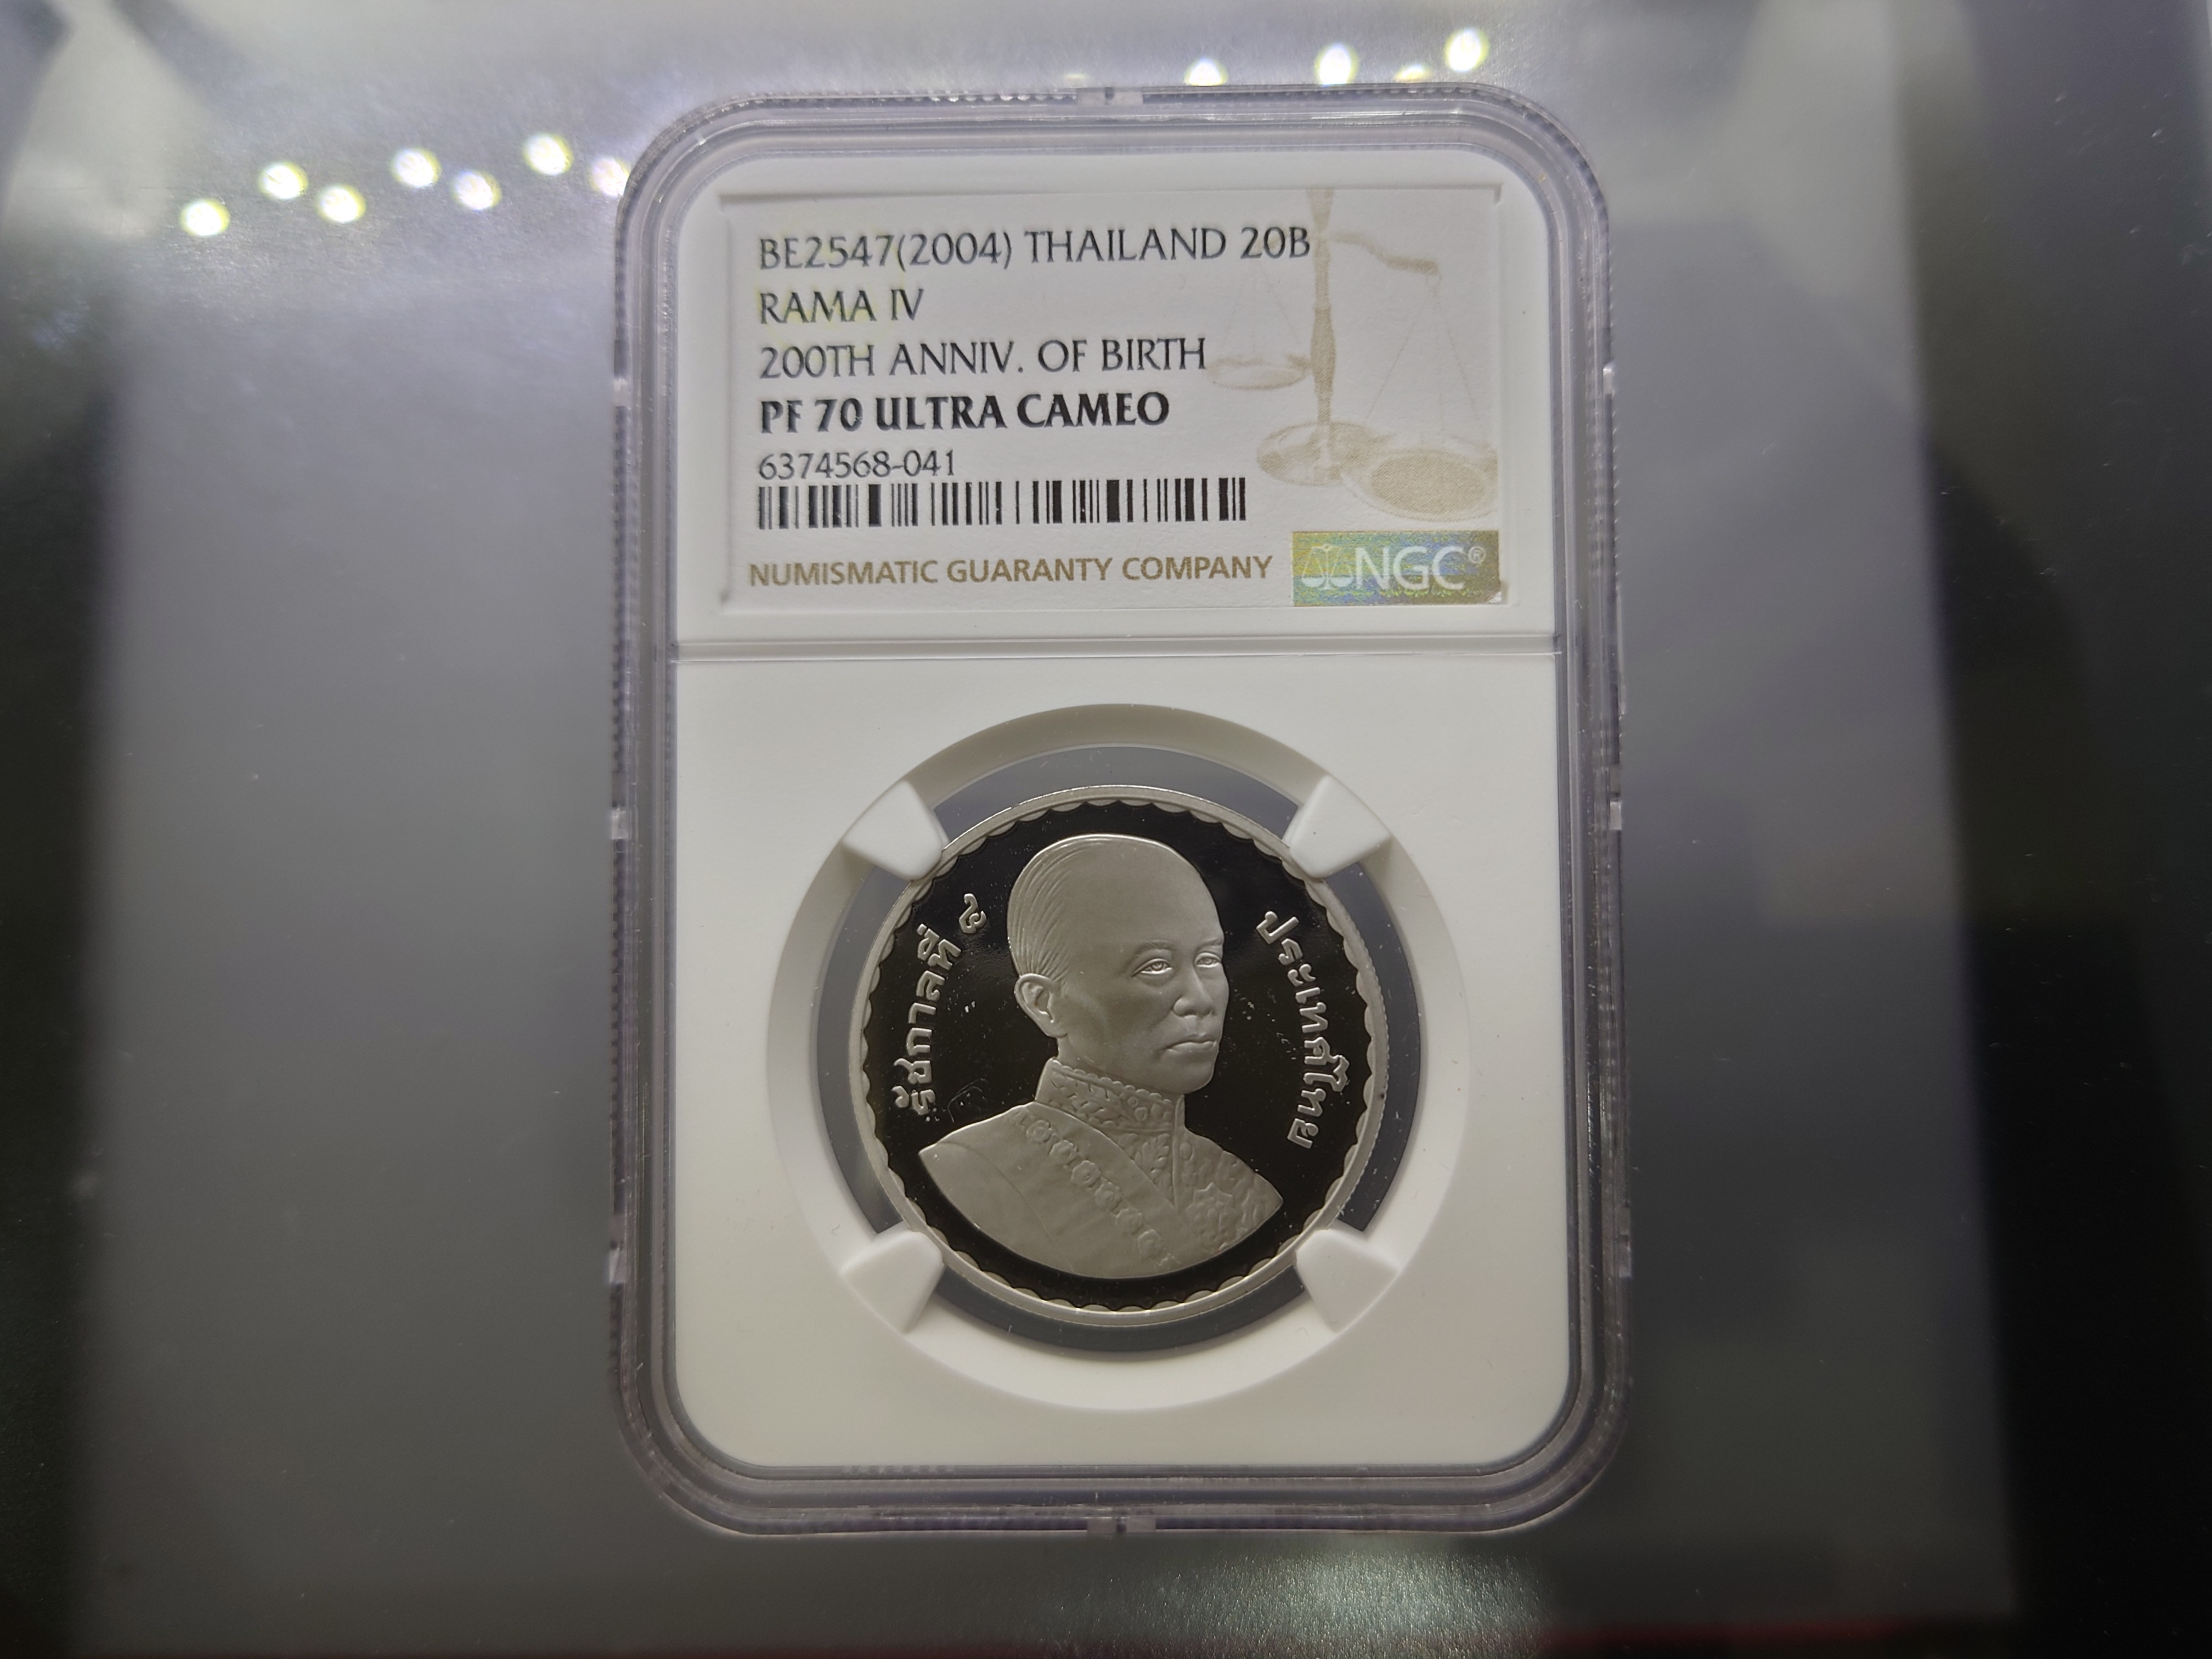 BE2547(2004) THAILAND 20B
RAMA IV
200TH ANNIV. OF BIRTH
PF 70 ULTRA CAMEO
6374568-041
NUMISMATIC GUARANTY COMPANY
NGC®
รัชกาลที่ ๔
ประเทศไทย